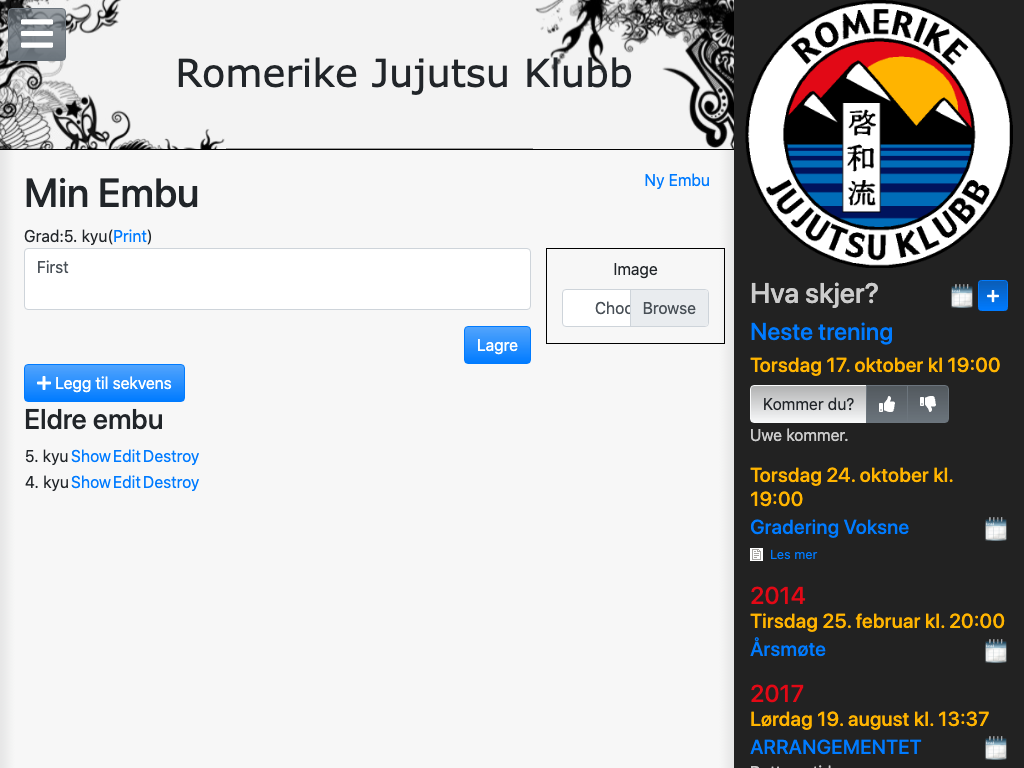 Romerike Jujutsu Klubb
Min Embu
Ny Embu
Grad:5. kyu(Print)
First
Image
Choo
Browse
Lagre
Legg til sekvens
Eldre embu
5. kyu Show Edit Destroy
4. kyu Show Edit Destroy
ROMERIKE
啓和流
JUJUTSU KLUBB
Hva skjer?
Neste trening
Torsdag 17. oktober kl 19:00
Kommer du?
Uwe kommer.
Torsdag 24. oktober kl.
19:00
Gradering Voksne
Les mer
2014
Tirsdag 25. februar kl. 20:00
Årsmøte
2017
Lørdag 19. august kl. 13:37
ARRANGEMENTET